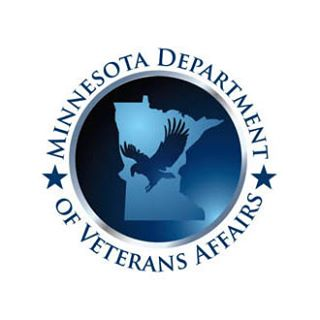 MINNESOTA DEPARTMENT
OF VETERANS AFFAIRS